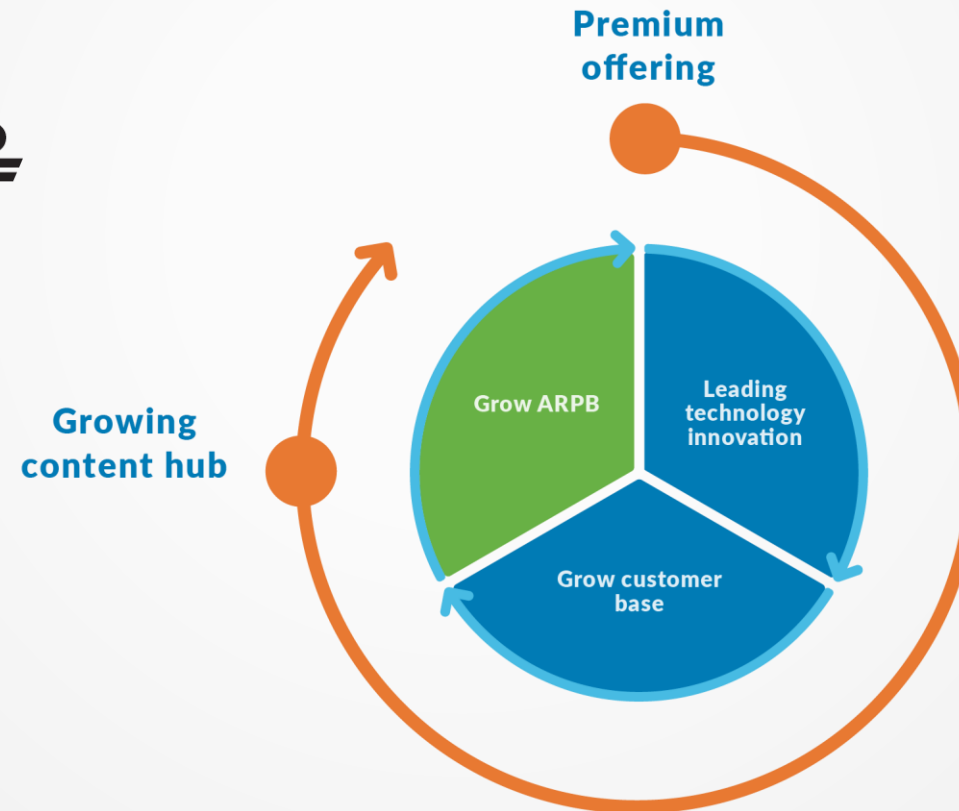 Premium
offering
Growing
content hub
Grow ARPB
Leading
technology
innovation
Grow customer
base